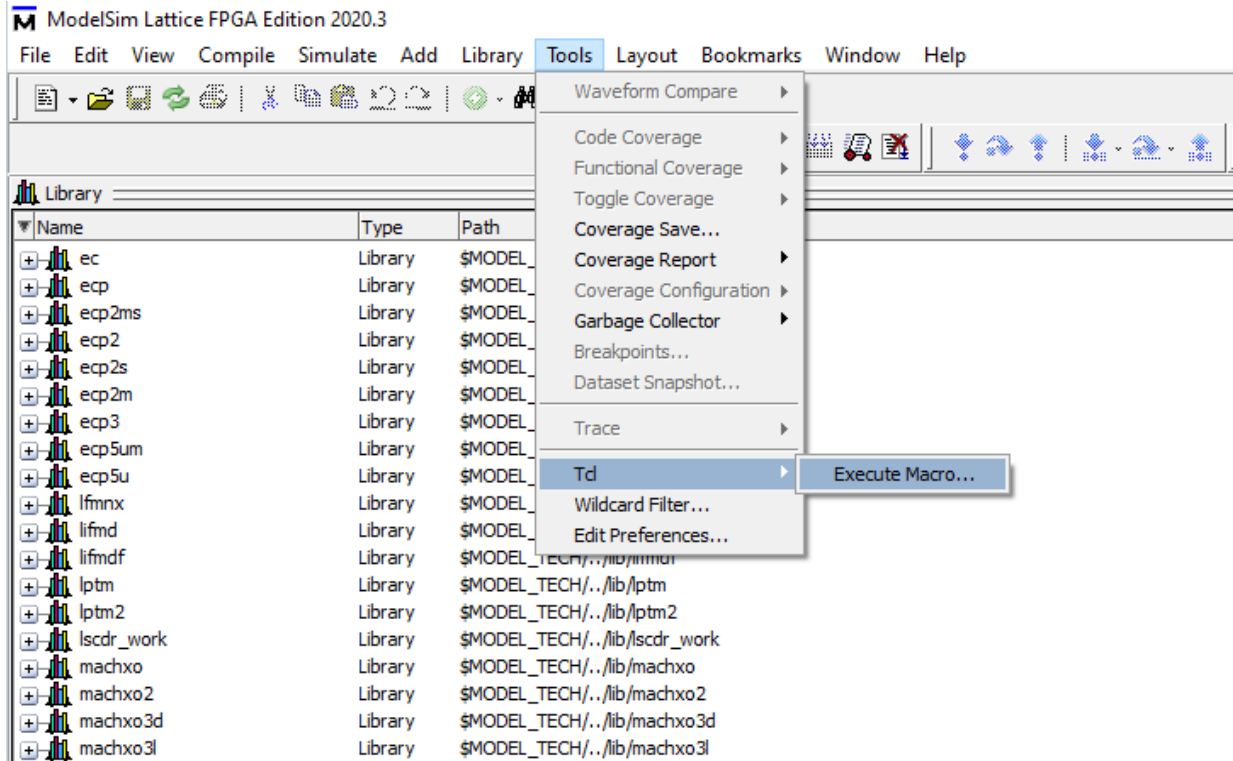 ModelSim Lattice FPGA Edition 2020.3
File Edit View Compile Simulate Add Library Tools Layout Bookmarks Window Help
Waveform Compare
Code Coverage
Functional Coverage
Toggle Coverage
Coverage Save...
Coverage Report
Coverage Configuration
Garbage Collector
Breakpoints...
Dataset Snapshot...
Trace
Tcl Execute Macro...
Wildcard Filter...
Edit Preferences...
Library
Name Type Path
ec Library $MODEL_
ecp Library $MODEL_
ecp2ms Library $MODEL_
ecp2 Library $MODEL_
ecp2s Library $MODEL_
ecp2m Library $MODEL_
ecp3 Library $MODEL_
ecp5um Library $MODEL_
ecp5u Library $MODEL_
lfmnx Library $MODEL_
lifmd Library $MODEL_
lifmdf Library $MODEL_TECH/../lib/lifmdf
lptm Library $MODEL_TECH/../lib/lptm
lptm2 Library $MODEL_TECH/../lib/lptm2
lscdr_work Library $MODEL_TECH/../lib/lscdr_work
machxo Library $MODEL_TECH/../lib/machxo
machxo2 Library $MODEL_TECH/../lib/machxo2
machxo3d Library $MODEL_TECH/../lib/machxo3d
machxo3l Library $MODEL_TECH/../lib/machxo3l